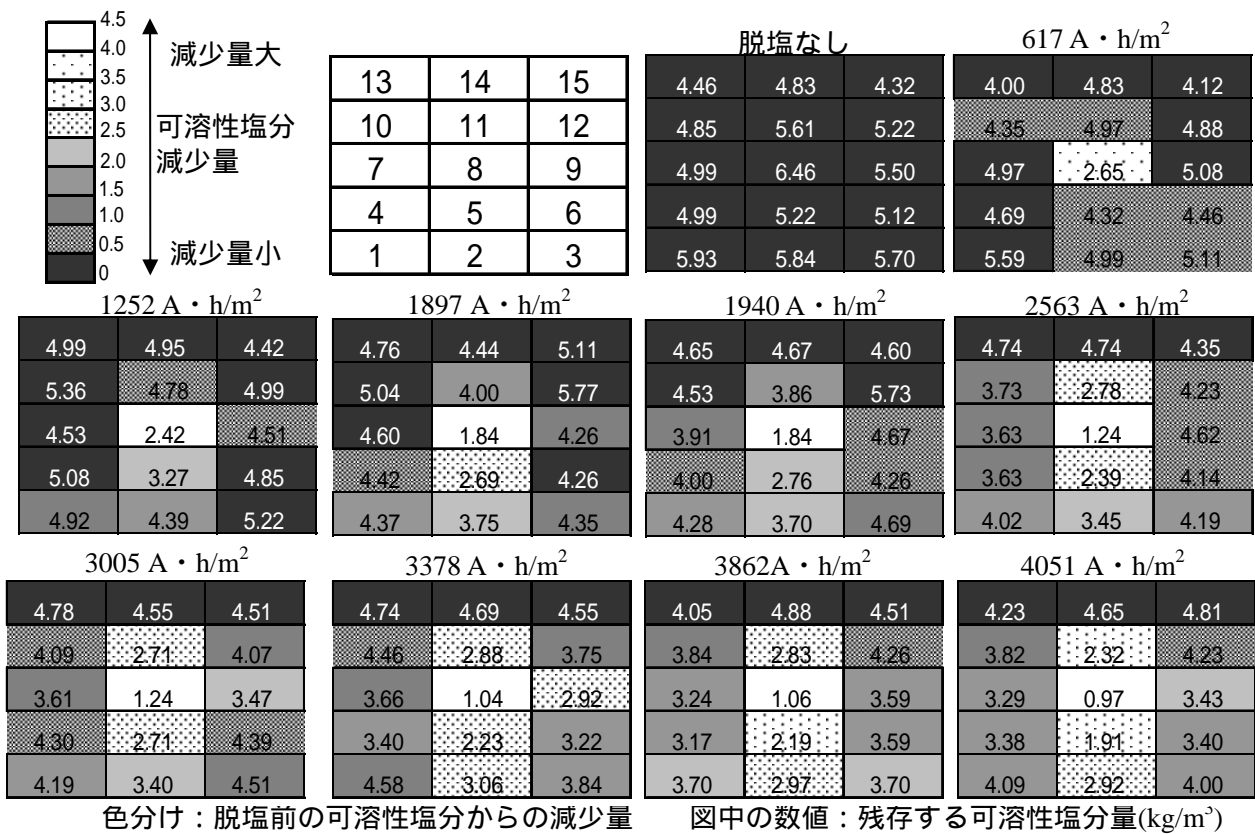 4.5
4.0
3.5
3.0
2.5
2.0
1.5
1.0
0.5
0
減少量大
可溶性塩分
減少量
減少量小
13 14 15
10 11 12
7 8 9
4 5 6
1 2 3
脱塩なし
4.46 4.83 4.32
4.85 5.61 5.22
4.99 6.46 5.50
4.99 5.22 5.12
5.93 5.84 5.70
617 A・h/m²
4.00 4.83 4.12
4.35 4.97 4.88
4.97 2.65 5.08
4.69 4.32 4.46
5.59 4.99 5.11
1252 A・h/m²
4.99 4.95 4.42
5.36 4.78 4.99
4.53 2.42 4.51
5.08 3.27 4.85
4.92 4.39 5.22
1897 A・h/m²
4.76 4.44 5.11
5.04 4.00 5.77
4.60 1.84 4.26
4.42 2.69 4.26
4.37 3.75 4.35
1940 A・h/m²
4.65 4.67 4.60
4.53 3.86 5.73
3.91 1.84 4.67
4.00 2.76 4.26
4.28 3.70 4.69
2563 A・h/m²
4.74 4.74 4.35
3.73 2.78 4.23
3.63 1.24 4.62
3.63 2.39 4.14
4.02 3.45 4.19
3005 A・h/m²
4.78 4.55 4.51
4.09 2.71 4.07
3.61 1.24 3.47
4.30 2.71 4.39
4.19 3.40 4.51
3378 A・h/m²
4.74 4.69 4.55
4.46 2.88 3.75
3.66 1.04 2.92
3.40 2.23 3.22
4.58 3.06 3.84
3862A・h/m²
4.05 4.88 4.51
3.84 2.83 4.26
3.24 1.06 3.59
3.17 2.19 3.59
3.70 2.97 3.70
4051 A・h/m²
4.23 4.65 4.81
3.82 2.32 4.23
3.29 0.97 3.43
3.38 1.91 3.40
4.09 2.92 4.00
色分け：脱塩前の可溶性塩分からの減少量 図中の数値：残存する可溶性塩分量(kg/m³)